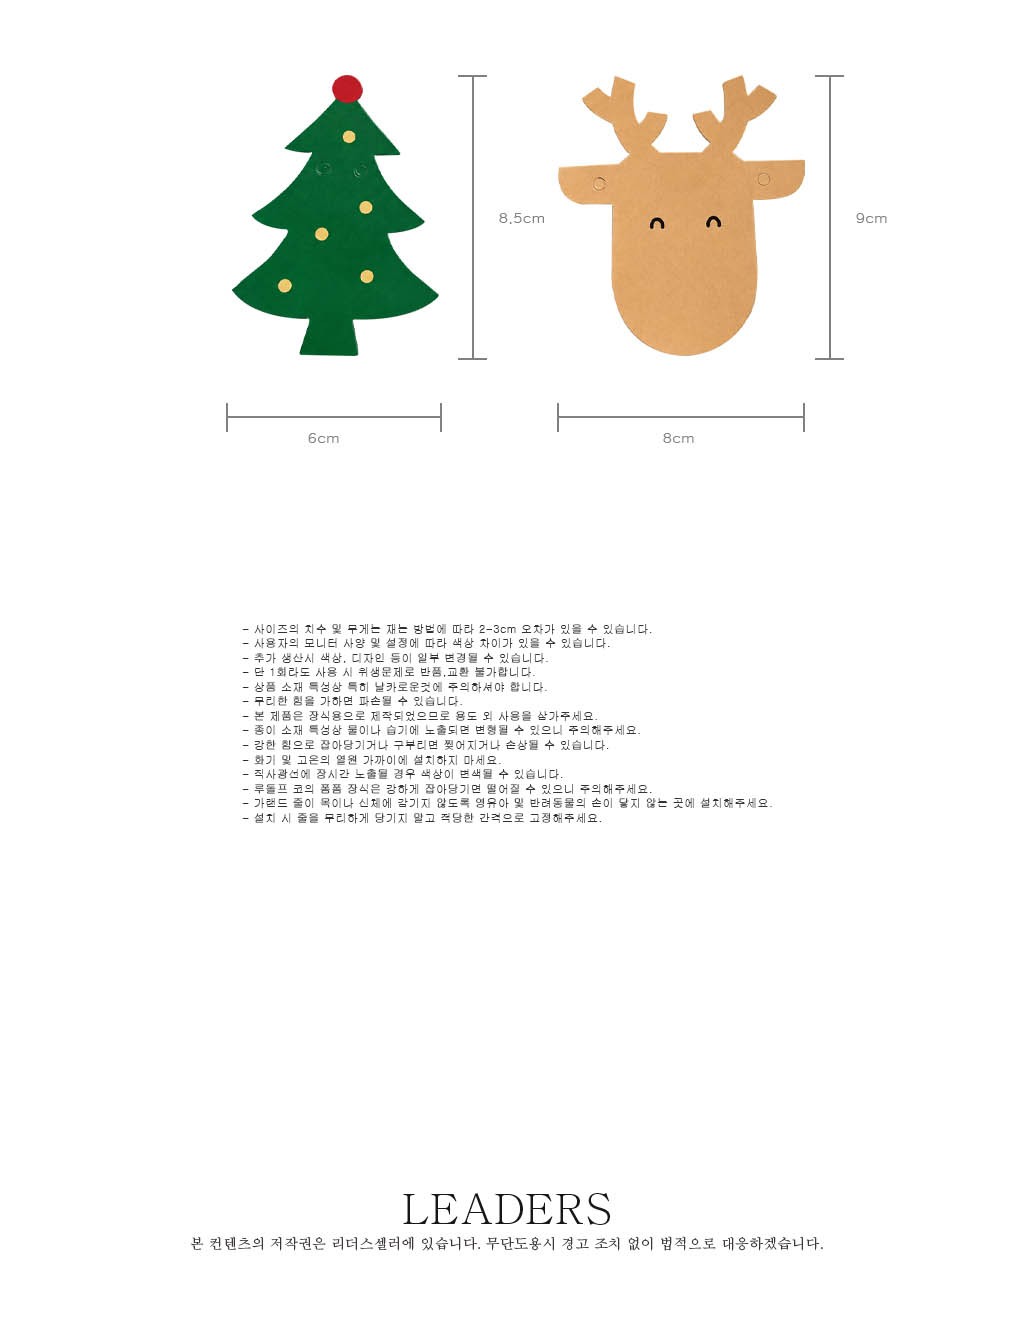 8.5cm
9cm
6cm
8cm
- 사이즈의 치수 및 무게는 재는 방법에 따라 2-3cm 오차가 있을 수 있습니다.
- 사용자의 모니터 사양 및 설정에 따라 색상 차이가 있을 수 있습니다.
- 추가 생산시 색상, 디자인 등이 일부 변경될 수 있습니다.
- 단 1회라도 사용 시 위생문제로 반품,교환 불가합니다.
- 상품 소재 특성상 특히 날카로운것에 주의하셔야 합니다.
- 무리한 힘을 가하면 파손될 수 있습니다.
- 본 제품은 장식용으로 제작되었으므로 용도 외 사용을 삼가주세요.
- 종이 소재 특성상 물이나 습기에 노출되면 변형될 수 있으니 주의해주세요.
- 강한 힘으로 잡아당기거나 구부리면 찢어지거나 손상될 수 있습니다.
- 화기 및 고온의 열원 가까이에 설치하지 마세요.
- 직사광선에 장시간 노출될 경우 색상이 변색될 수 있습니다.
- 루돌프 코의 폼폼 장식은 강하게 잡아당기면 떨어질 수 있으니 주의해주세요.
- 가랜드 줄이 목이나 신체에 감기지 않도록 영유아 및 반려동물의 손이 닿지 않는 곳에 설치해주세요.
- 설치 시 줄을 무리하게 당기지 말고 적당한 간격으로 고정해주세요.
LEADERS
본 컨텐츠의 저작권은 리더스셀러에 있습니다. 무단도용시 경고 조치 없이 법적으로 대응하겠습니다.